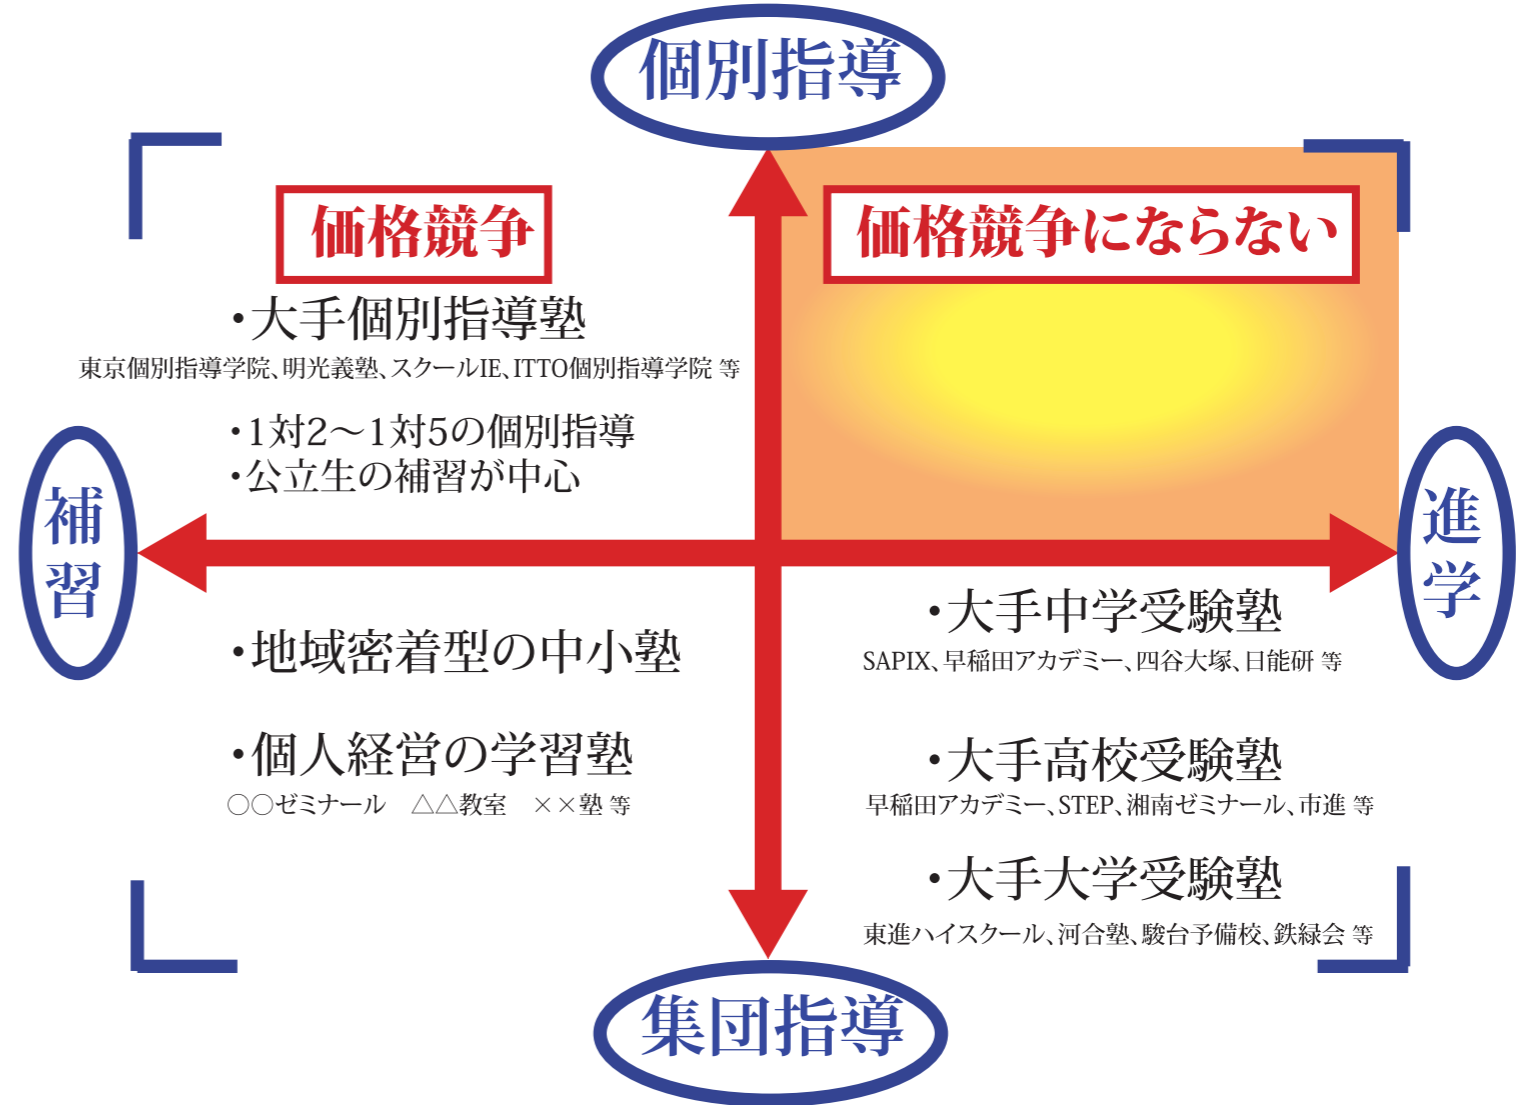 個別指導
価格競争
価格競争にならない
・大手個別指導塾
東京個別指導学院、明光義塾、スクールIE、ITTO個別指導学院 等
・1対2〜1対5の個別指導
・公立生の補習が中心
補習
進学
・地域密着型の中小塾
・個人経営の学習塾
○○ゼミナール　△△教室　××塾 等
・大手中学受験塾
SAPIX、早稲田アカデミー、四谷大塚、日能研 等
・大手高校受験塾
早稲田アカデミー、STEP、湘南ゼミナール、市進 等
・大手大学受験塾
東進ハイスクール、河合塾、駿台予備校、鉄緑会 等
集団指導